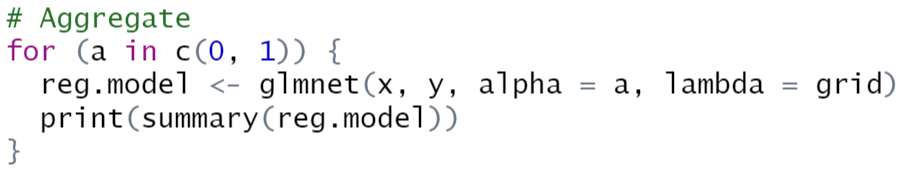 # Aggregate
for (a in c(0, 1)) {
  reg.model <- glmnet(x, y, alpha = a, lambda = grid)
  print(summary(reg.model))
}